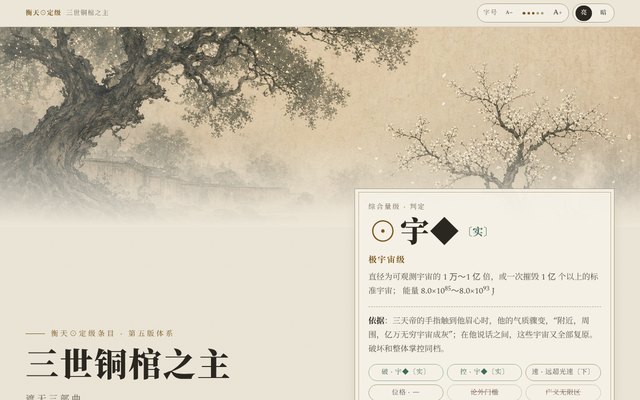 衡天⊙定级 三世铜棺之主
字号 A− A+ 亮 暗
综合量级 · 判定
⊙宇◆〔实〕
极宇宙级
直径为可观测宇宙的 1 万〜1 亿 倍，或一次摧毁 1 亿 个以上的标
准宇宙； 能量 8.0×10⁸⁵〜8.0×10⁹³ J
依据：三天帝的手指触到他眉心时，他的气质骤变，“附近，周
围，亿万无穷宇宙成灰”；在他说话之间，这些宇宙又全部复原。
破坏和整体掌控同档。
破 · 宇◆〔实〕 控 · 宇◆〔实〕 速 · 远超光速〔下〕
位格 · — 论外门槛 广义无限区
衡天⊙定级条目 · 第五版体系
三世铜棺之主
遮天三部曲